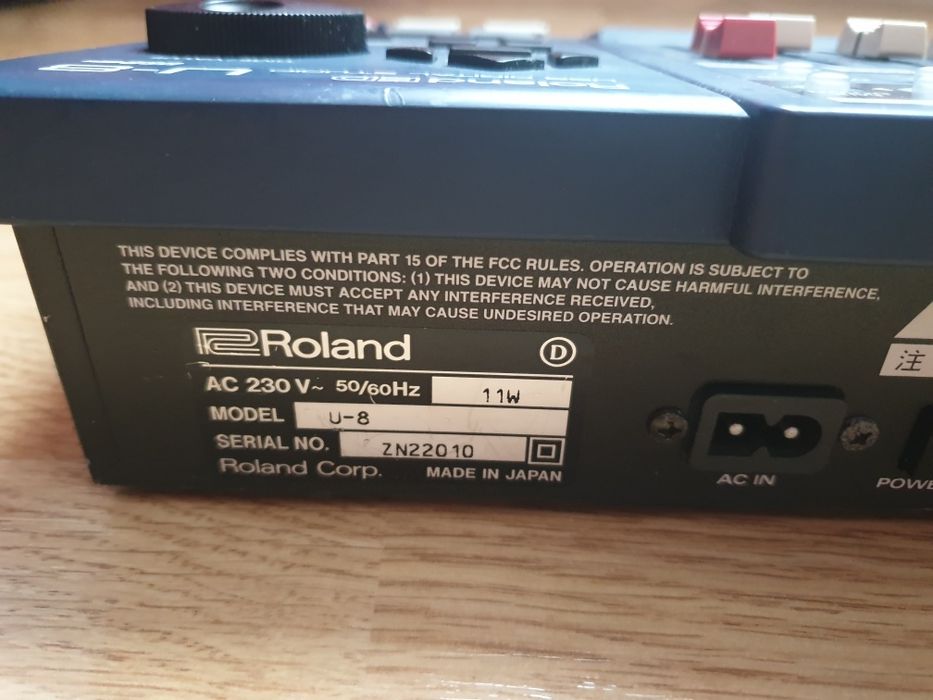 U-8
THIS DEVICE COMPLIES WITH PART 15 OF THE FCC RULES. OPERATION IS SUBJECT TO
THE FOLLOWING TWO CONDITIONS: (1) THIS DEVICE MAY NOT CAUSE HARMFUL INTERFERENCE,
AND (2) THIS DEVICE MUST ACCEPT ANY INTERFERENCE RECEIVED,
INCLUDING INTERFERENCE THAT MAY CAUSE UNDESIRED OPERATION.
Roland D
AC 230 V~ 50/60Hz 11W
MODEL U-8
SERIAL NO. ZN22010
Roland Corp. MADE IN JAPAN
AC IN
注